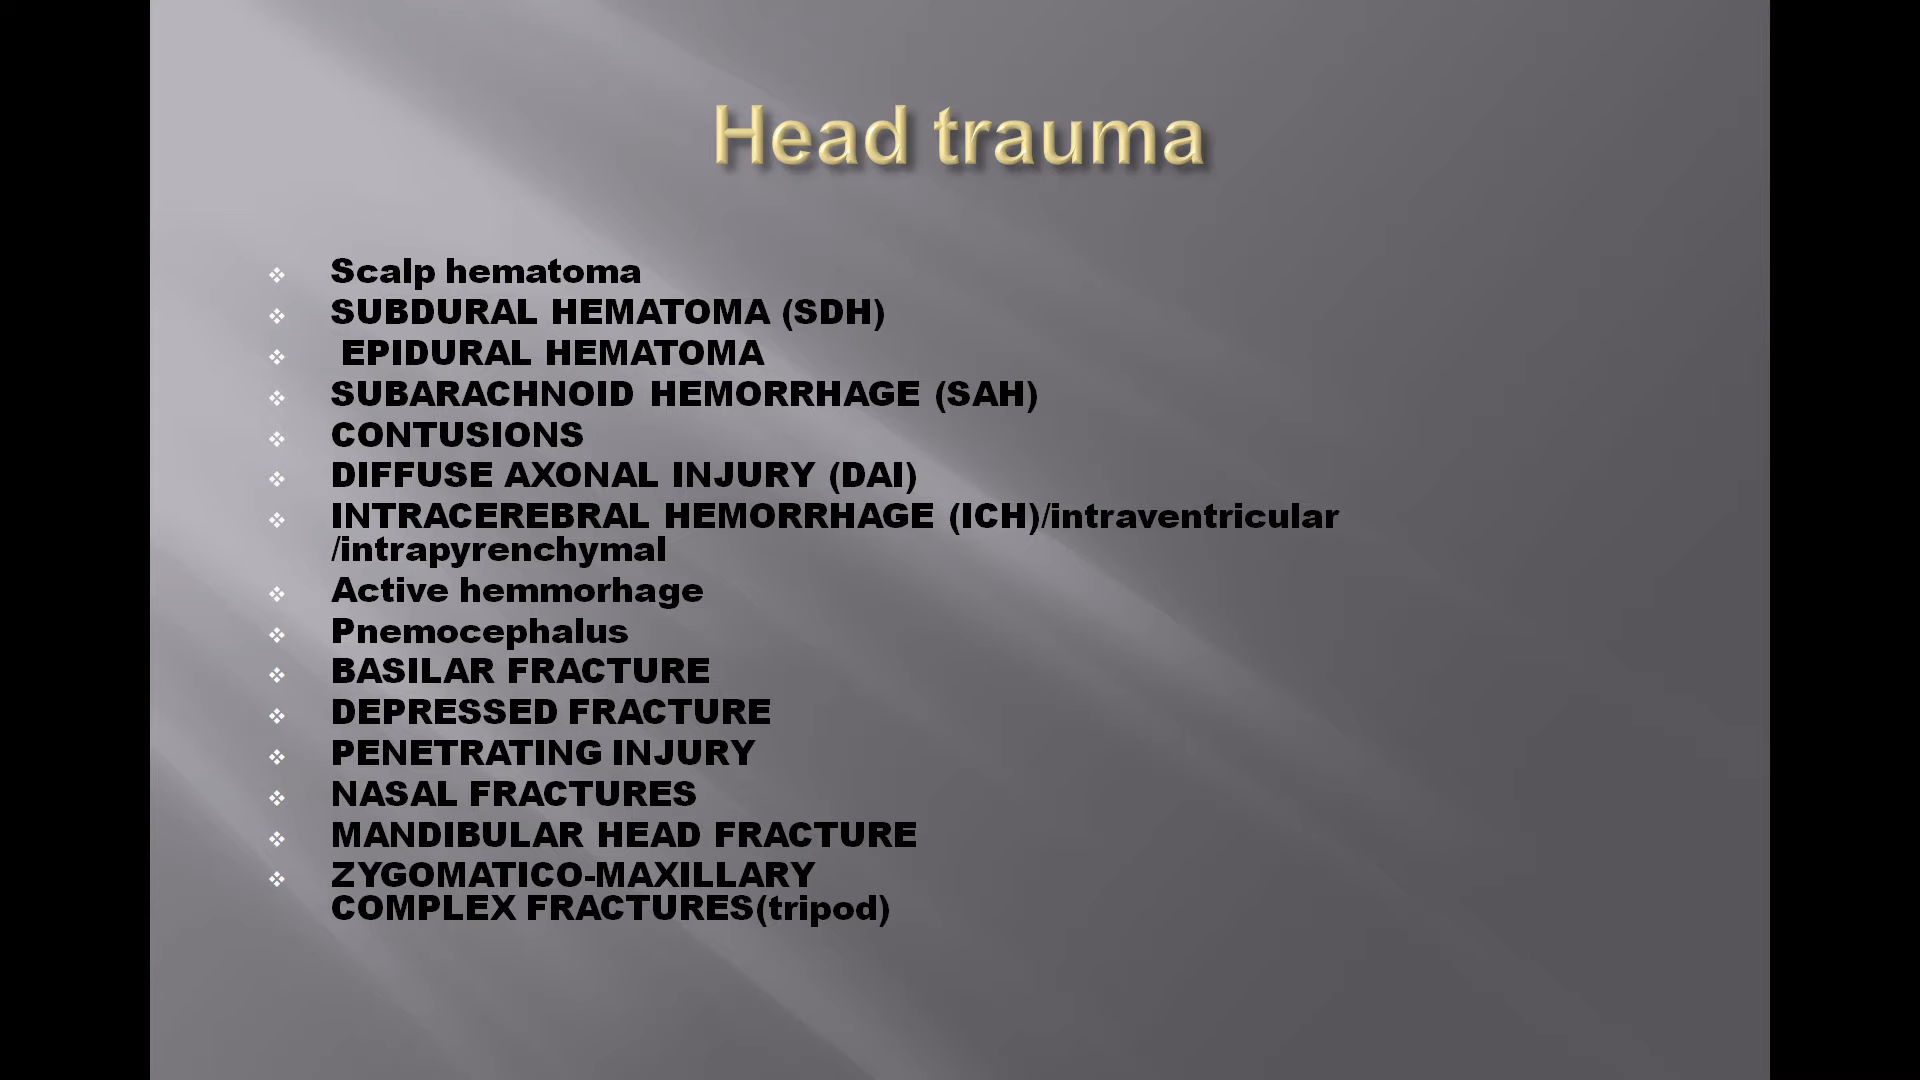 Head trauma
Scalp hematoma
SUBDURAL HEMATOMA (SDH)
EPIDURAL HEMATOMA
SUBARACHNOID HEMORRHAGE (SAH)
CONTUSIONS
DIFFUSE AXONAL INJURY (DAI)
INTRACEREBRAL HEMORRHAGE (ICH)/intraventricular
/intrapyrenchymal
Active hemmorhage
Pnemocephalus
BASILAR FRACTURE
DEPRESSED FRACTURE
PENETRATING INJURY
NASAL FRACTURES
MANDIBULAR HEAD FRACTURE
ZYGOMATICO-MAXILLARY
COMPLEX FRACTURES(tripod)